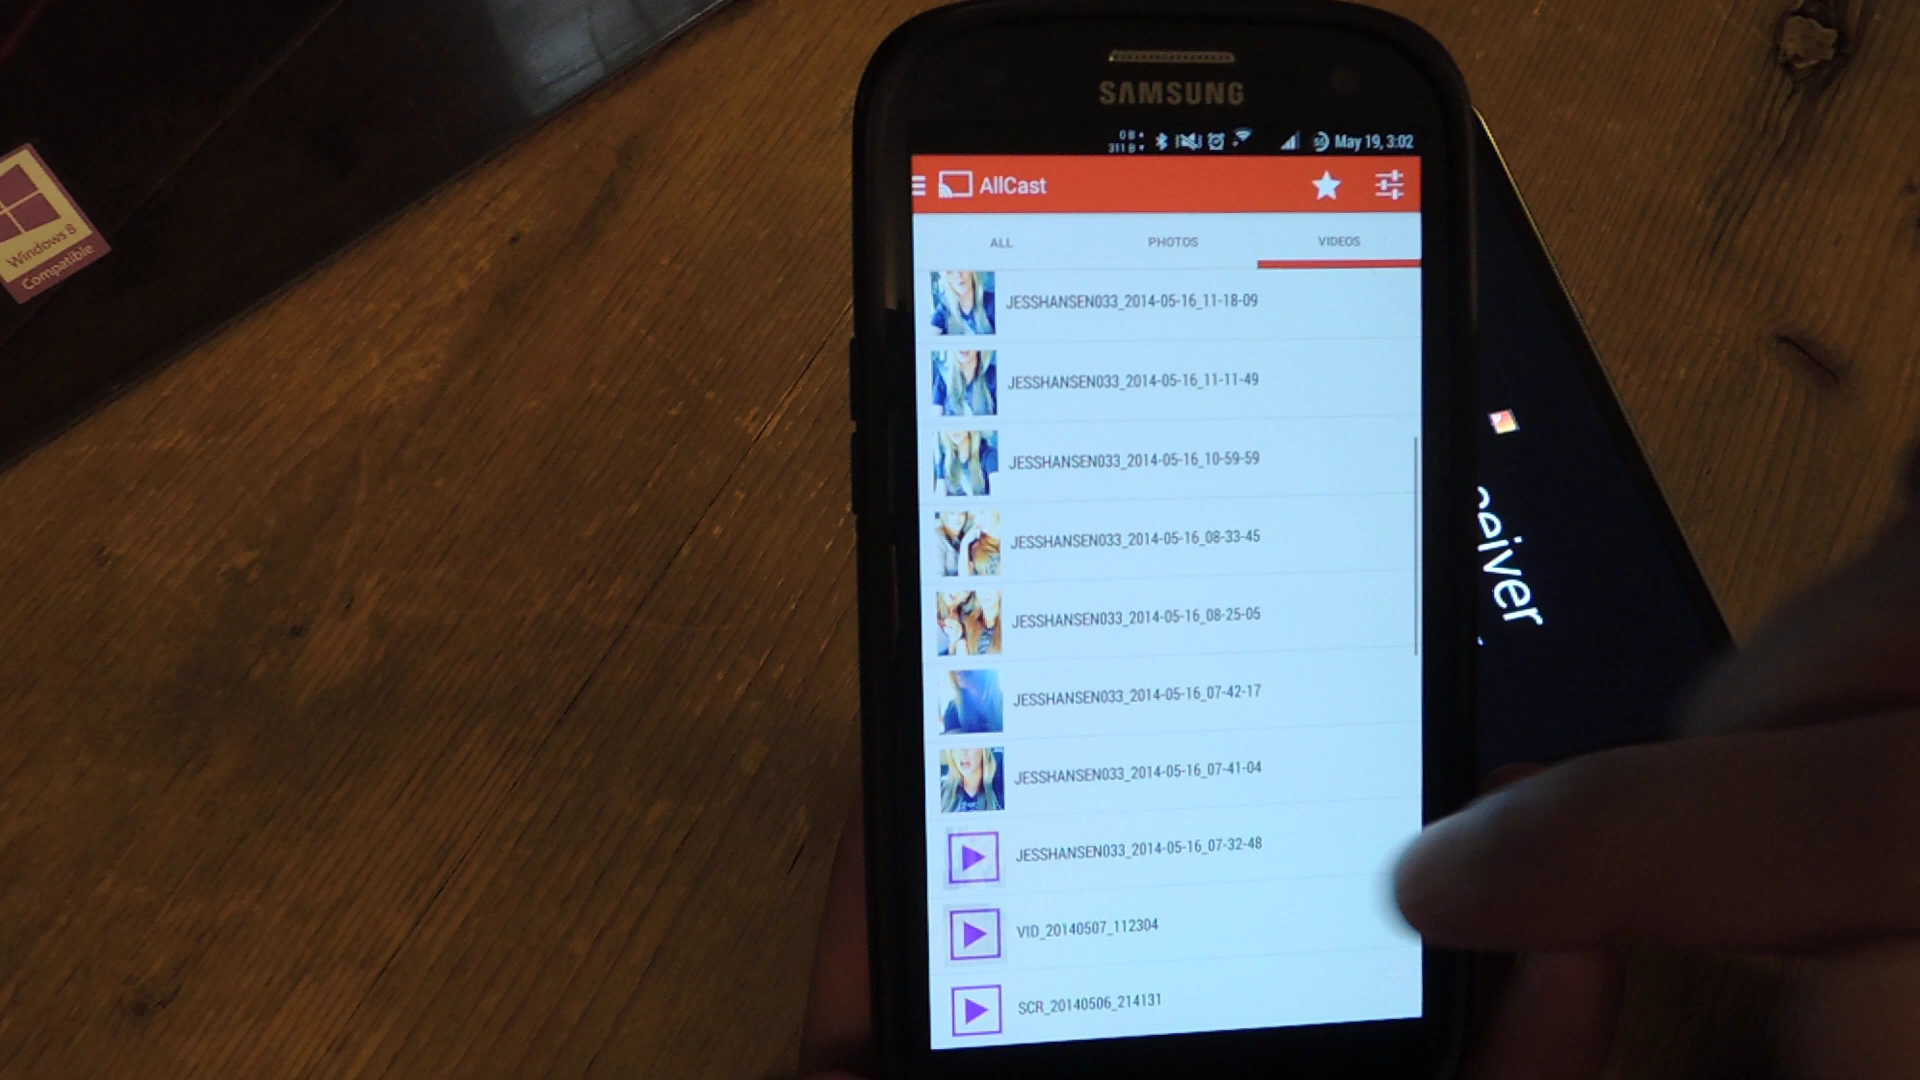 SAMSUNG
0B
311B
May 19, 3:02
AllCast
ALL
PHOTOS
VIDEOS
JESSHANSEN033_2014-05-16_11-18-09
JESSHANSEN033_2014-05-16_11-11-49
JESSHANSEN033_2014-05-16_10-59-59
JESSHANSEN033_2014-05-16_08-33-45
JESSHANSEN033_2014-05-16_08-25-05
JESSHANSEN033_2014-05-16_07-42-17
JESSHANSEN033_2014-05-16_07-41-04
JESSHANSEN033_2014-05-16_07-32-48
VID_20140507_112304
SCR_20140506_214131
Windows 8
Compatible